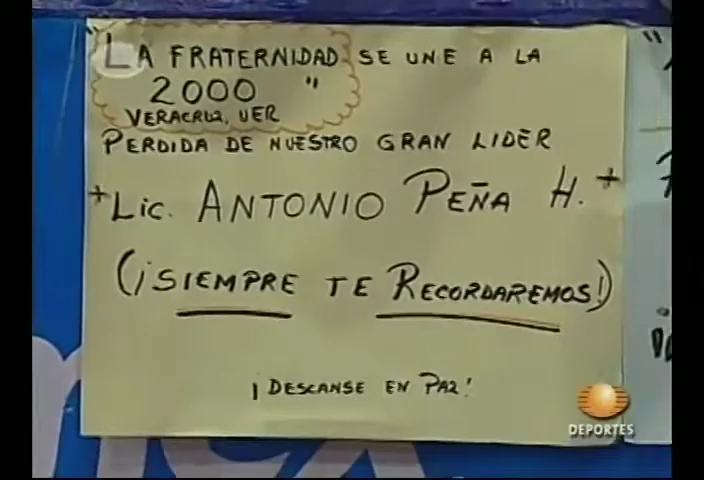 "LA FRATERNIDAD SE UNE A LA
2000 "
VERACRUZ, VER
PERDIDA DE NUESTRO GRAN LIDER
+ Lic. ANTONIO PEÑA H. +
(¡SIEMPRE TE RECORDAREMOS!)
¡DESCANSE EN PAZ!
DEPORTES